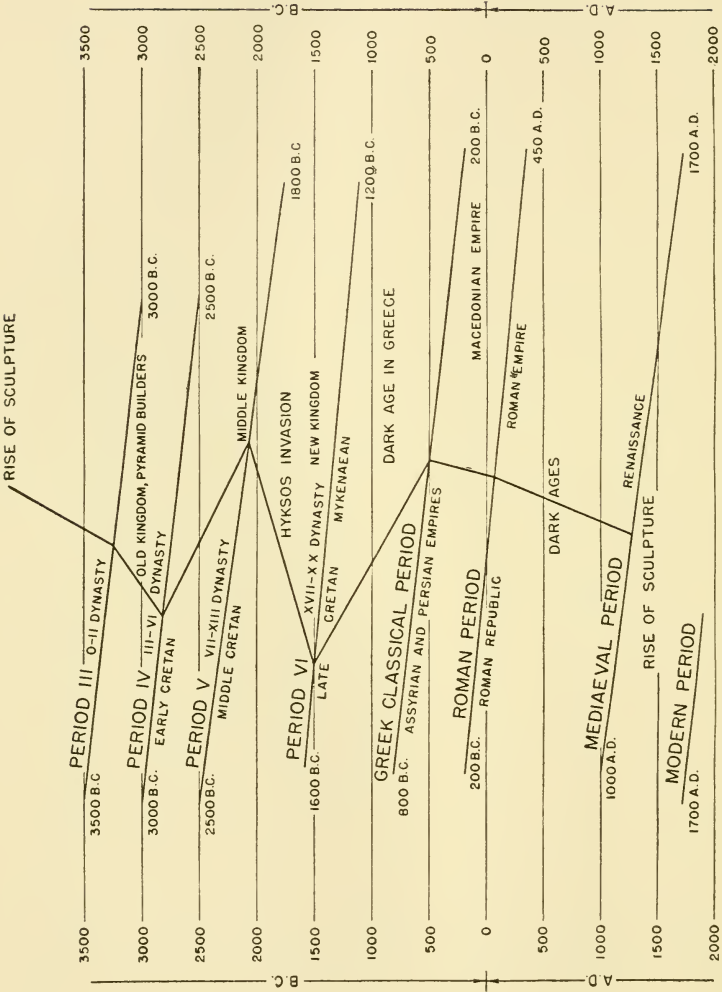 RISE OF SCULPTURE
B.C. A.D.
3500 3000 2500 2000 1500 1000 500 0 500 1000 1500 2000
PERIOD III O-II DYNASTY
3500 B.C
3000 B.C.
PERIOD IV III-VI DYNASTY
OLD KINGDOM, PYRAMID BUILDERS
EARLY CRETAN
3000 B.C.
2500 B.C.
PERIOD V VII-XIII DYNASTY
MIDDLE KINGDOM
MIDDLE CRETAN
2500 B.C.
1800 B.C
HYKSOS INVASION
PERIOD VI XVII-XX DYNASTY NEW KINGDOM
LATE CRETAN MYKENAEAN
1600 B.C.
1200 B.C.
DARK AGE IN GREECE
GREEK CLASSICAL PERIOD
800 B.C. ASSYRIAN AND PERSIAN EMPIRES
200 B.C.
MACEDONIAN EMPIRE
ROMAN PERIOD
200 B.C. ROMAN REPUBLIC
ROMAN EMPIRE
450 A.D.
DARK AGES
MEDIAEVAL PERIOD
1000 A.D.
RENAISSANCE
1700 A.D.
RISE OF SCULPTURE
MODERN PERIOD
1700 A.D.
3500 3000 2500 2000 1500 1000 500 0 500 1000 1500 2000
B.C. A.D.